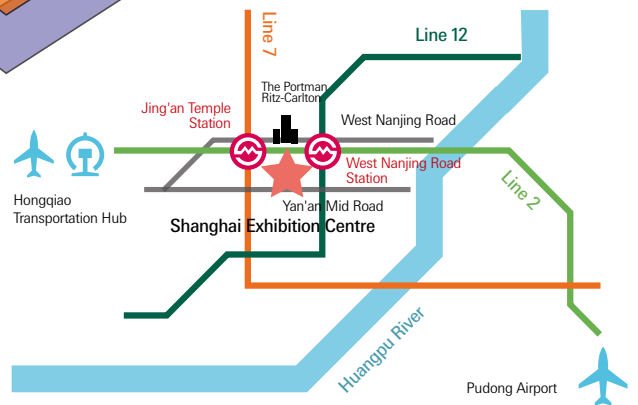 Line 7
Line 12
The Portman
Ritz-Carlton
Jing'an Temple
Station
West Nanjing Road
West Nanjing Road
Station
Line 2
Hongqiao
Transportation Hub
Yan'an Mid Road
Shanghai Exhibition Centre
Huangpu River
Pudong Airport